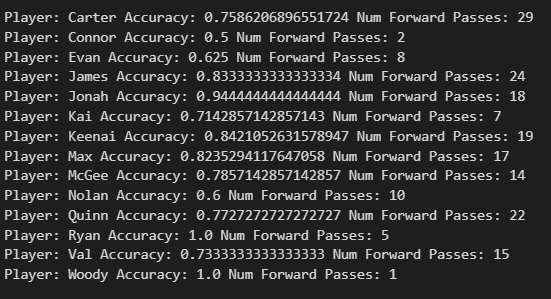 Player: Carter Accuracy: 0.7586206896551724 Num Forward Passes: 29
Player: Connor Accuracy: 0.5 Num Forward Passes: 2
Player: Evan Accuracy: 0.625 Num Forward Passes: 8
Player: James Accuracy: 0.8333333333333334 Num Forward Passes: 24
Player: Jonah Accuracy: 0.9444444444444444 Num Forward Passes: 18
Player: Kai Accuracy: 0.7142857142857143 Num Forward Passes: 7
Player: Keenai Accuracy: 0.8421052631578947 Num Forward Passes: 19
Player: Max Accuracy: 0.8235294117647058 Num Forward Passes: 17
Player: McGee Accuracy: 0.7857142857142857 Num Forward Passes: 14
Player: Nolan Accuracy: 0.6 Num Forward Passes: 10
Player: Quinn Accuracy: 0.7727272727272727 Num Forward Passes: 22
Player: Ryan Accuracy: 1.0 Num Forward Passes: 5
Player: Val Accuracy: 0.7333333333333333 Num Forward Passes: 15
Player: Woody Accuracy: 1.0 Num Forward Passes: 1